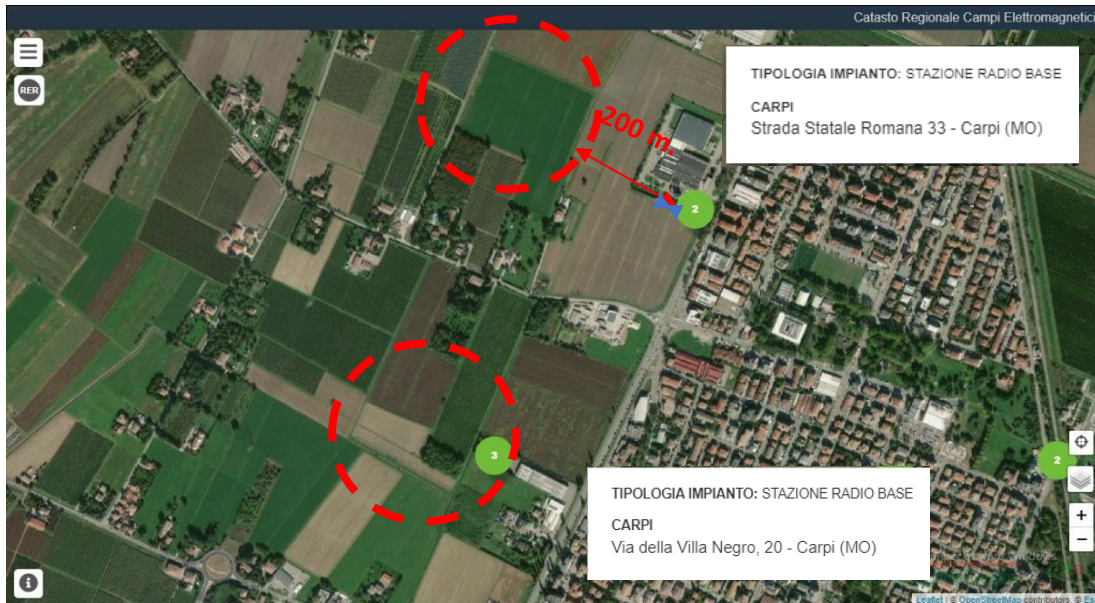 Catasto Regionale Campi Elettromagnetici
RER
TIPOLOGIA IMPIANTO: STAZIONE RADIO BASE
CARPI
Strada Statale Romana 33 - Carpi (MO)
200 m.
2
3
2
TIPOLOGIA IMPIANTO: STAZIONE RADIO BASE
CARPI
Via della Villa Negro, 20 - Carpi (MO)
+
−
i
Leaflet | © OpenStreetMap contributors, © Es